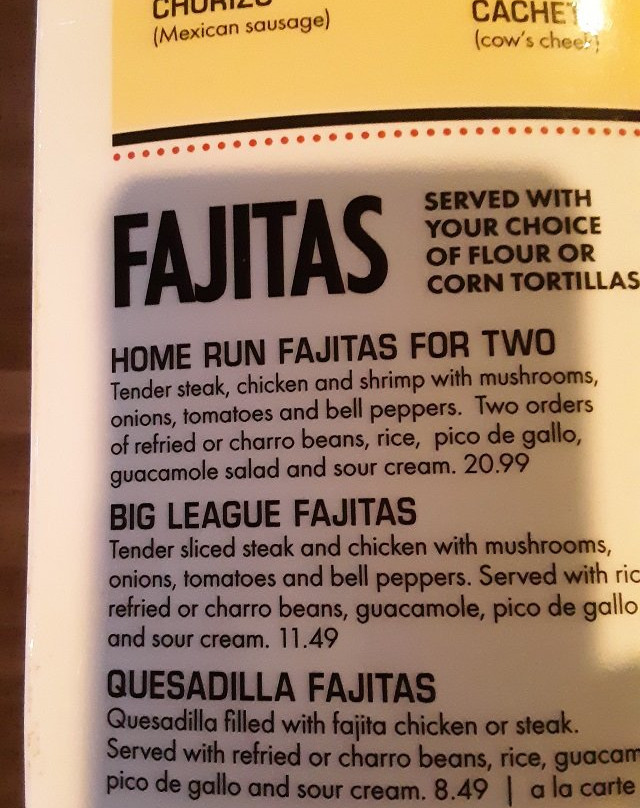 CHORIZO
(Mexican sausage)
(cow's cheek)
FAJITAS
SERVED WITH
YOUR CHOICE
OF FLOUR OR
CORN TORTILLAS
HOME RUN FAJITAS FOR TWO
Tender steak, chicken and shrimp with mushrooms,
onions, tomatoes and bell peppers. Two orders
of refried or charro beans, rice, pico de gallo,
guacamole salad and sour cream. 20.99
BIG LEAGUE FAJITAS
Tender sliced steak and chicken with mushrooms,
onions, tomatoes and bell peppers. Served with ric
refried or charro beans, guacamole, pico de gallo
and sour cream. 11.49
QUESADILLA FAJITAS
Quesadilla filled with fajita chicken or steak.
Served with refried or charro beans, rice, guacam
pico de gallo and sour cream. 8.49 | a la carte